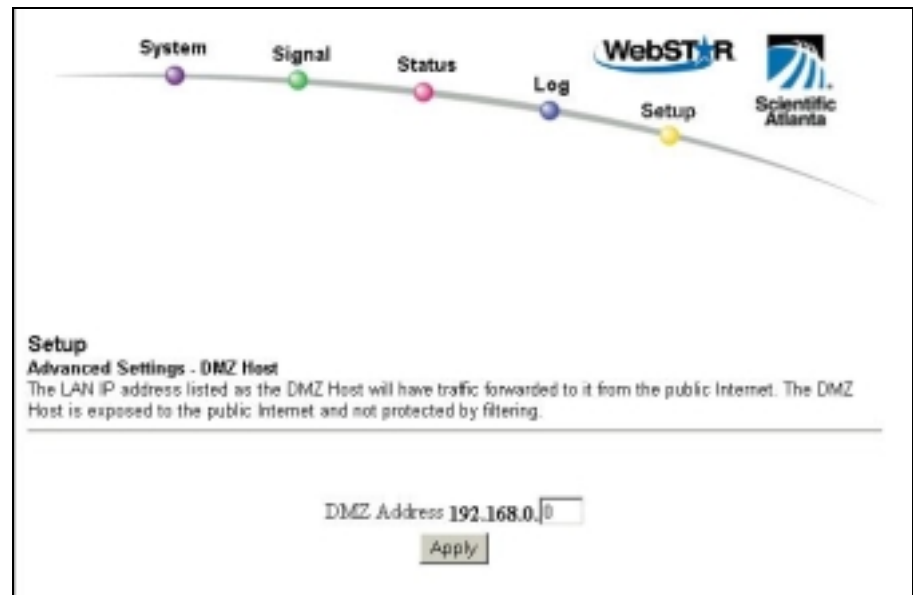 System
Signal
Status
Log
Setup
WebSTAR
Scientific
Atlanta
Setup
Advanced Settings - DMZ Host
The LAN IP address listed as the DMZ Host will have traffic forwarded to it from the public Internet. The DMZ
Host is exposed to the public Internet and not protected by filtering.
DMZ Address 192.168.0.0
Apply